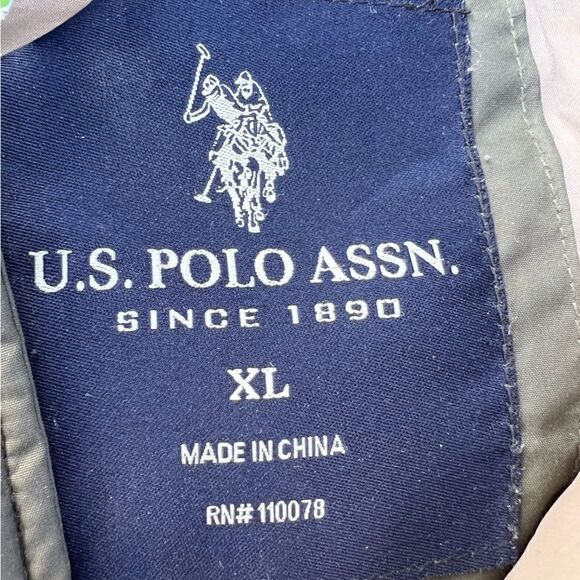 U.S. POLO ASSN.
SINCE 1890
XL
MADE IN CHINA
RN# 110078